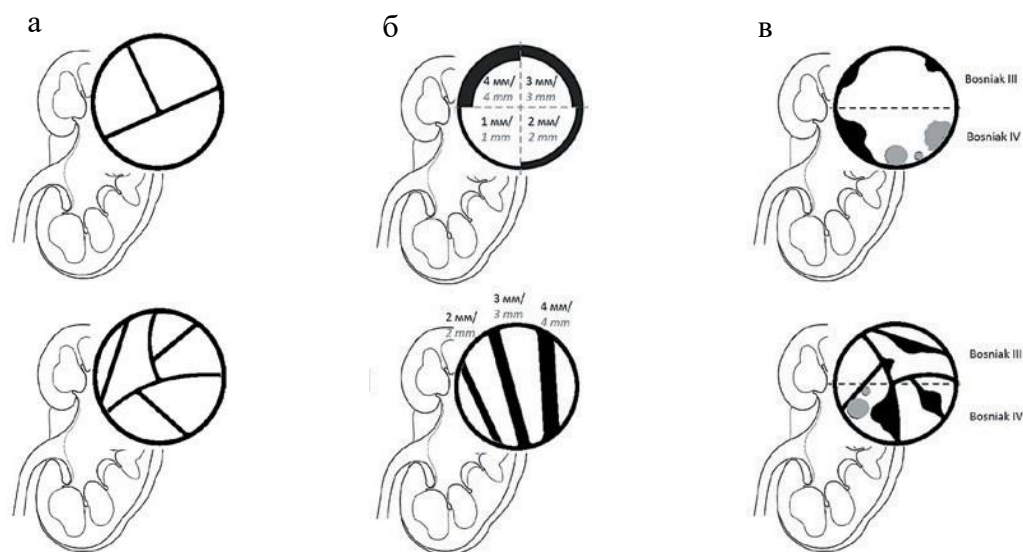 а
б
в
4 мм/
4 mm
3 мм/
3 mm
1 мм/
1 mm
2 мм/
2 mm
Bosniak III
Bosniak IV
2 мм/
2 mm
3 мм/
3 mm
4 мм/
4 mm
Bosniak III
Bosniak IV